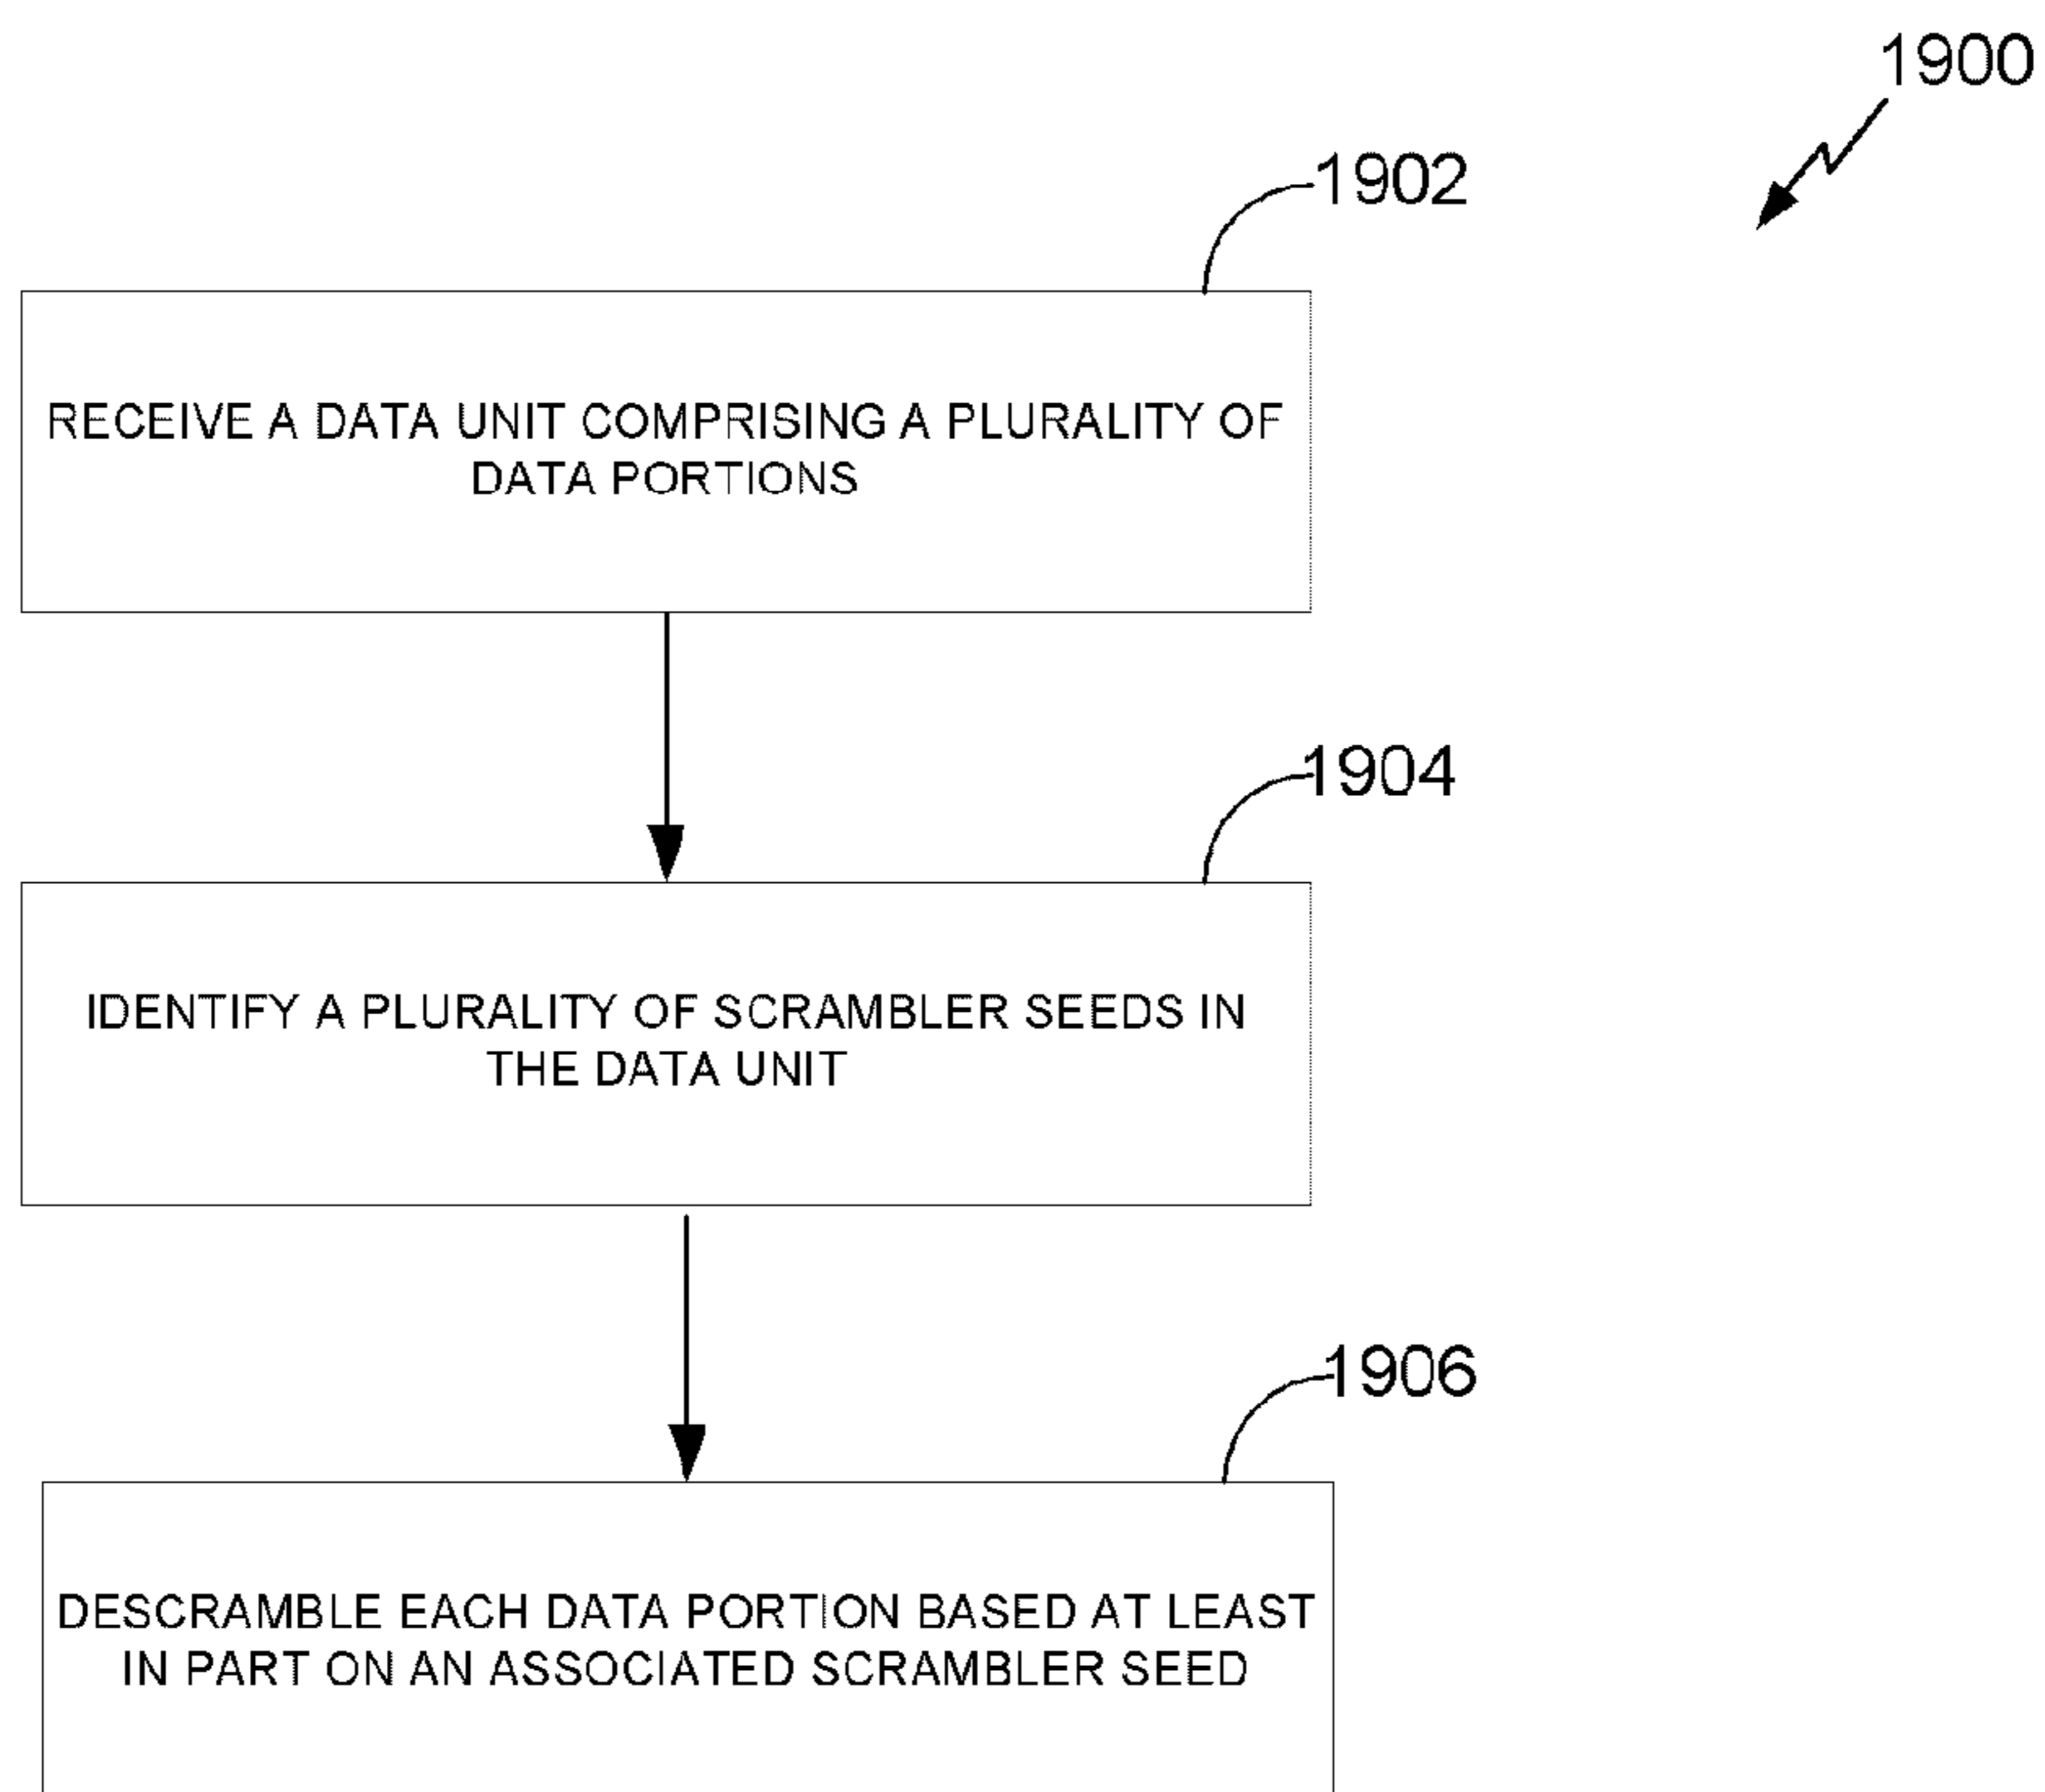 1900
1902
RECEIVE A DATA UNIT COMPRISING A PLURALITY OF
DATA PORTIONS
1904
IDENTIFY A PLURALITY OF SCRAMBLER SEEDS IN
THE DATA UNIT
1906
DESCRAMBLE EACH DATA PORTION BASED AT LEAST
IN PART ON AN ASSOCIATED SCRAMBLER SEED